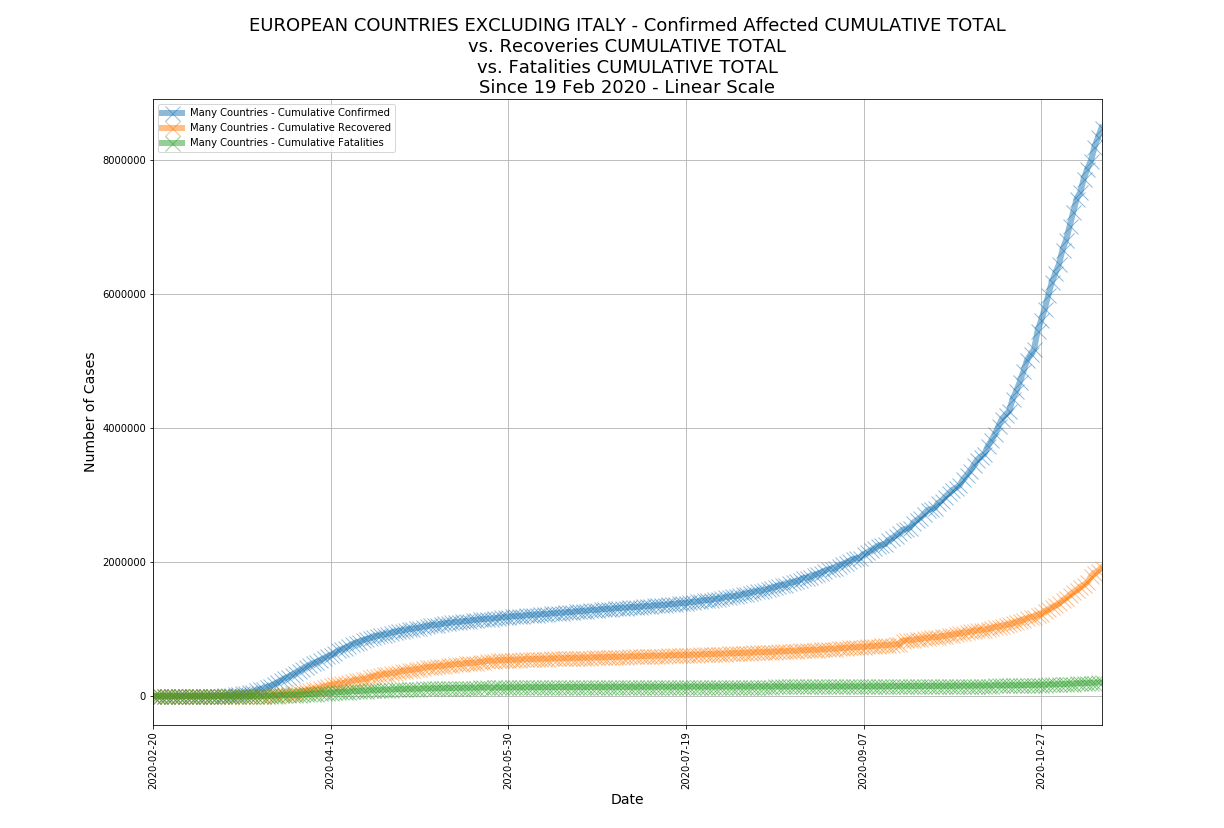 EUROPEAN COUNTRIES EXCLUDING ITALY - Confirmed Affected CUMULATIVE TOTAL
vs. Recoveries CUMULATIVE TOTAL
vs. Fatalities CUMULATIVE TOTAL
Since 19 Feb 2020 - Linear Scale
Many Countries - Cumulative Confirmed
Many Countries - Cumulative Recovered
Many Countries - Cumulative Fatalities
8000000
6000000
4000000
2000000
0
Number of Cases
2020-02-20
2020-04-10
2020-05-30
2020-07-19
2020-09-07
2020-10-27
Date